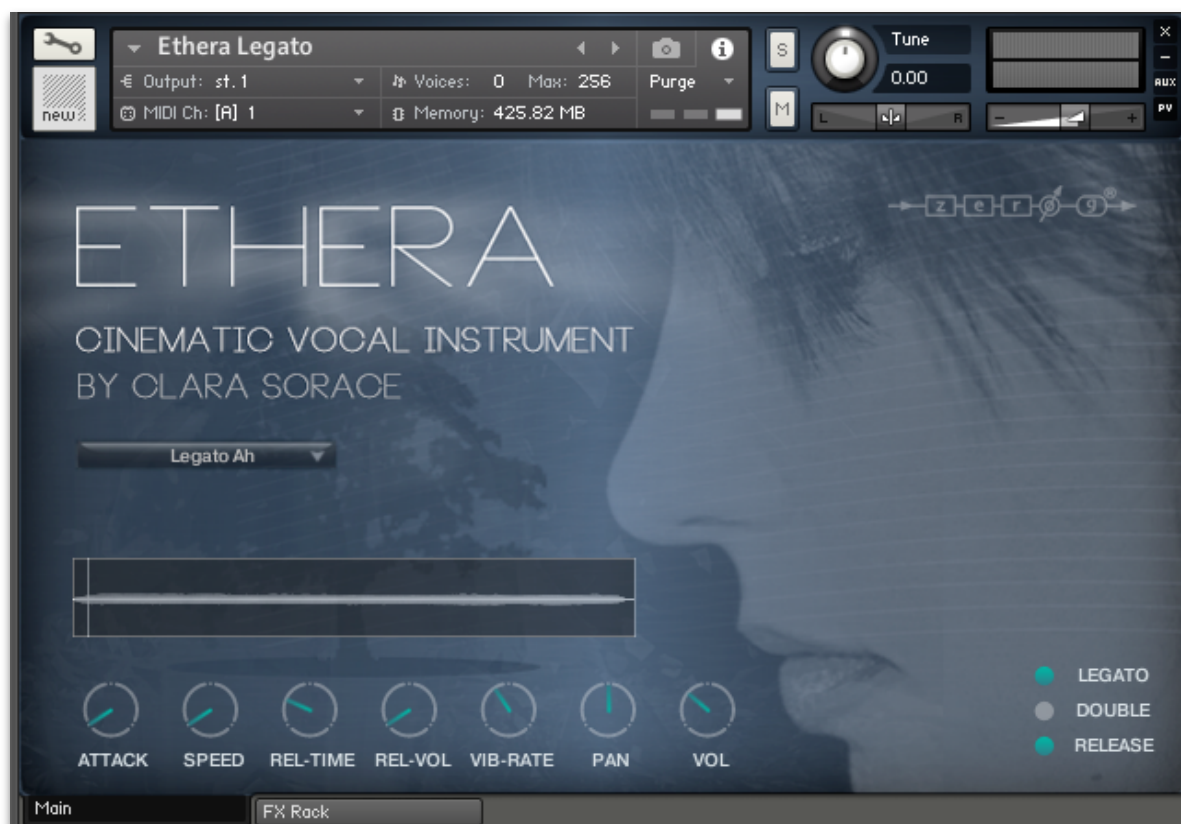 Ethera Legato
Output: st. 1
Voices: 0 Max: 256
Purge
MIDI Ch: [A] 1
Memory: 425.82 MB
new
i
S
M
Tune
0.00
L R
- +
×
–
AUX
PV
ETHERA
zerø-g®
CINEMATIC VOCAL INSTRUMENT
BY CLARA SORACE
Legato Ah
LEGATO
DOUBLE
RELEASE
ATTACK SPEED REL-TIME REL-VOL VIB-RATE PAN VOL
Main
FX Rack